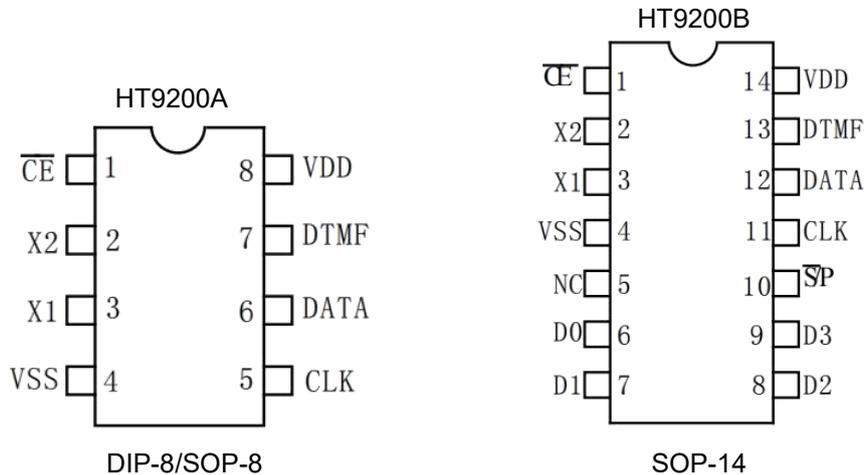 HT9200A
C̅E̅ 1 8 VDD
X2 2 7 DTMF
X1 3 6 DATA
VSS 4 5 CLK
DIP-8/SOP-8
HT9200B
C̅E̅ 1 14 VDD
X2 2 13 DTMF
X1 3 12 DATA
VSS 4 11 CLK
NC 5 10 S̅/P
D0 6 9 D3
D1 7 8 D2
SOP-14